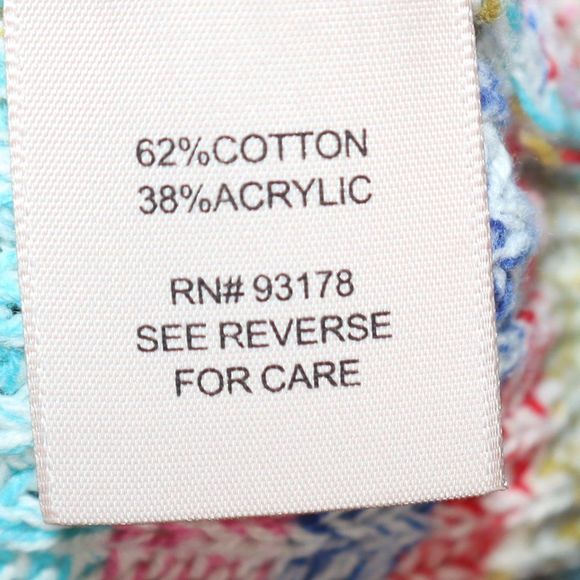 62%COTTON
38%ACRYLIC
RN# 93178
SEE REVERSE
FOR CARE